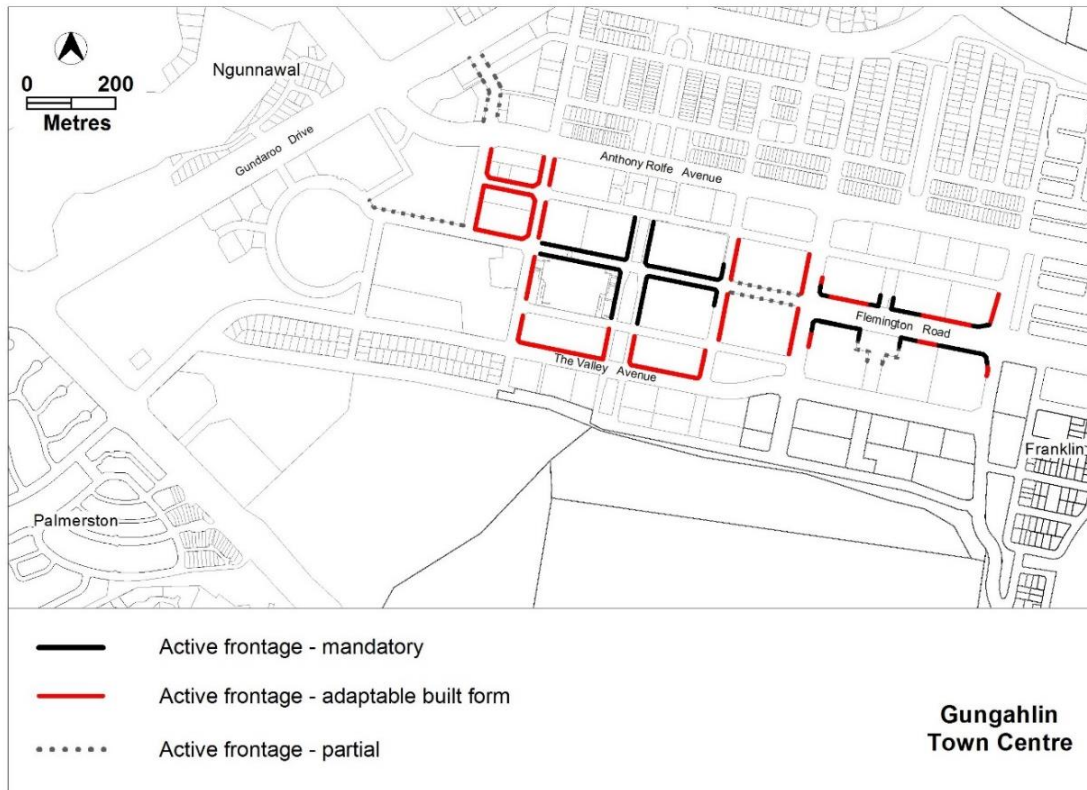 Ngunnawal
0 200
Metres
Gundaroo Drive
Anthony Rolfe Avenue
Flemington Road
The Valley Avenue
Franklin
Palmerston
Active frontage - mandatory
Active frontage - adaptable built form
Active frontage - partial
Gungahlin
Town Centre